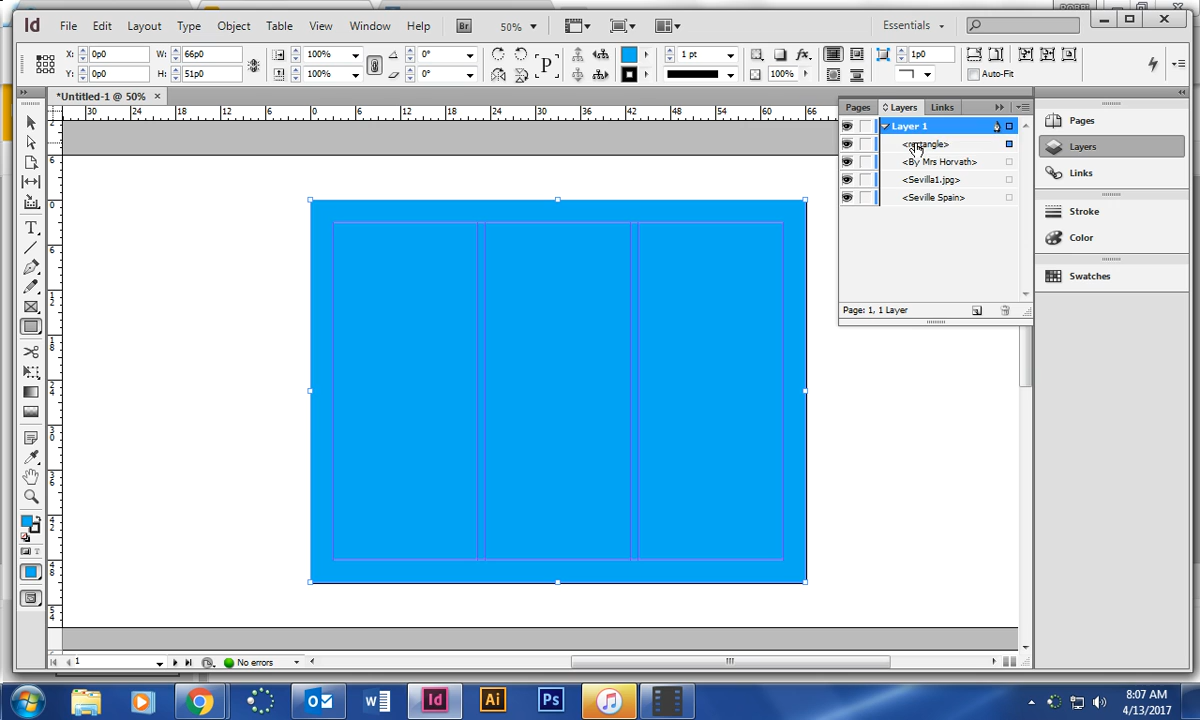 Id File Edit Layout Type Object Table View Window Help Br 50% Essentials
X: 0p0 W: 66p0 100% 0° 1 pt 1p0
Y: 0p0 H: 51p0 100% 0° 100% Auto-Fit
*Untitled-1 @ 50% ×
30 24 18 12 6 0 6 12 18 24 30 36 42 48 54 60 66
Pages Layers Links
Layer 1
<rectangle>
<By Mrs Horvath>
<Sevilla1.jpg>
<Seville Spain>
Page: 1, 1 Layer
Pages
Layers
Links
Stroke
Color
Swatches
1 No errors
Id Ai Ps
8:07 AM
4/13/2017